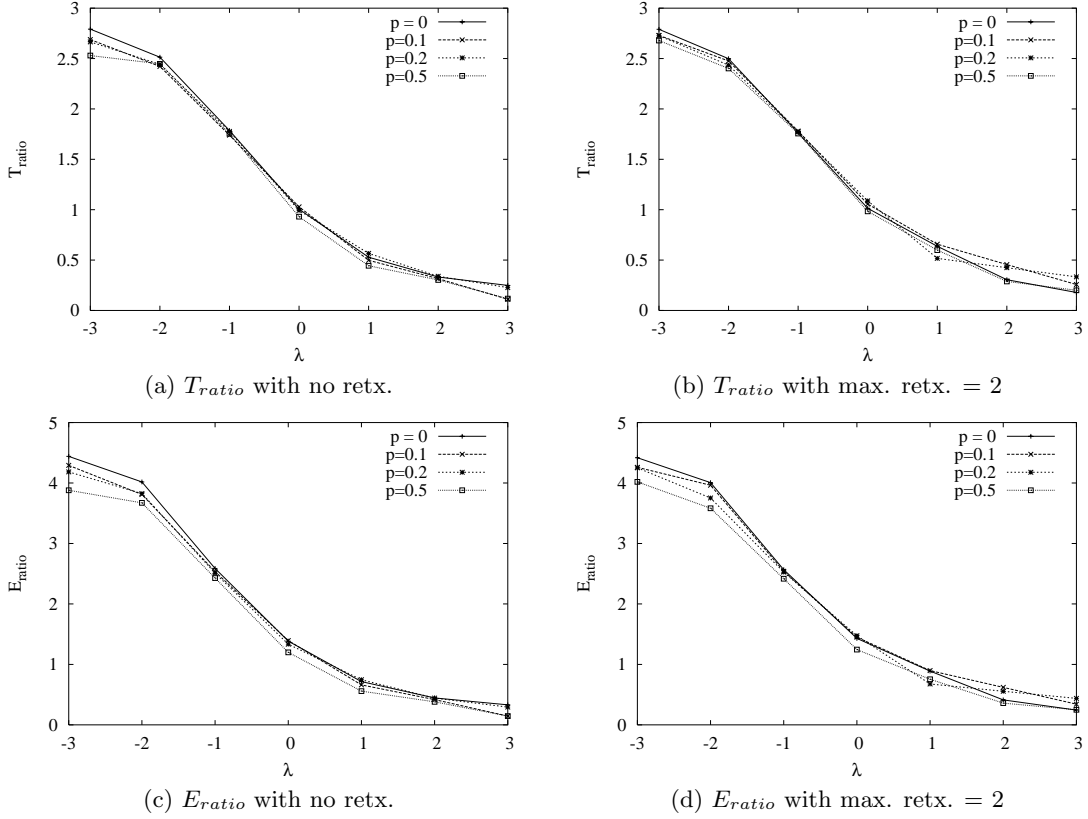 3
2.5
2
1.5
1
0.5
0
-3 -2 -1 0 1 2 3
T_ratio
λ
p = 0
p=0.1
p=0.2
p=0.5
(a) T_ratio with no retx.
3
2.5
2
1.5
1
0.5
0
-3 -2 -1 0 1 2 3
T_ratio
λ
p = 0
p=0.1
p=0.2
p=0.5
(b) T_ratio with max. retx. = 2
5
4
3
2
1
0
-3 -2 -1 0 1 2 3
E_ratio
λ
p = 0
p=0.1
p=0.2
p=0.5
(c) E_ratio with no retx.
5
4
3
2
1
0
-3 -2 -1 0 1 2 3
E_ratio
λ
p = 0
p=0.1
p=0.2
p=0.5
(d) E_ratio with max. retx. = 2